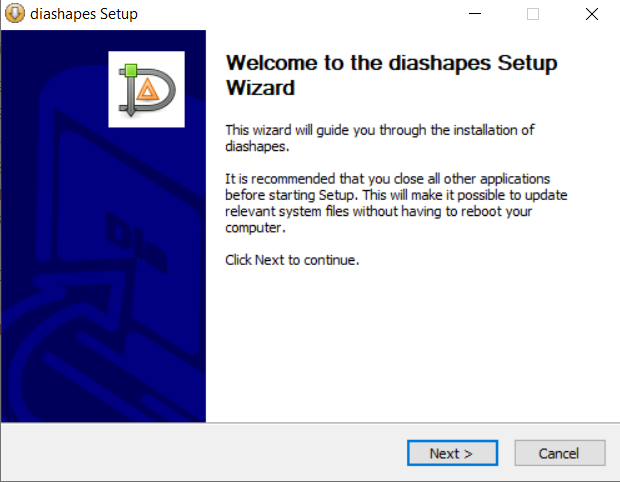 diashapes Setup
Welcome to the diashapes Setup
Wizard
This wizard will guide you through the installation of
diashapes.
It is recommended that you close all other applications
before starting Setup. This will make it possible to update
relevant system files without having to reboot your
computer.
Click Next to continue.
Dia
Next >
Cancel